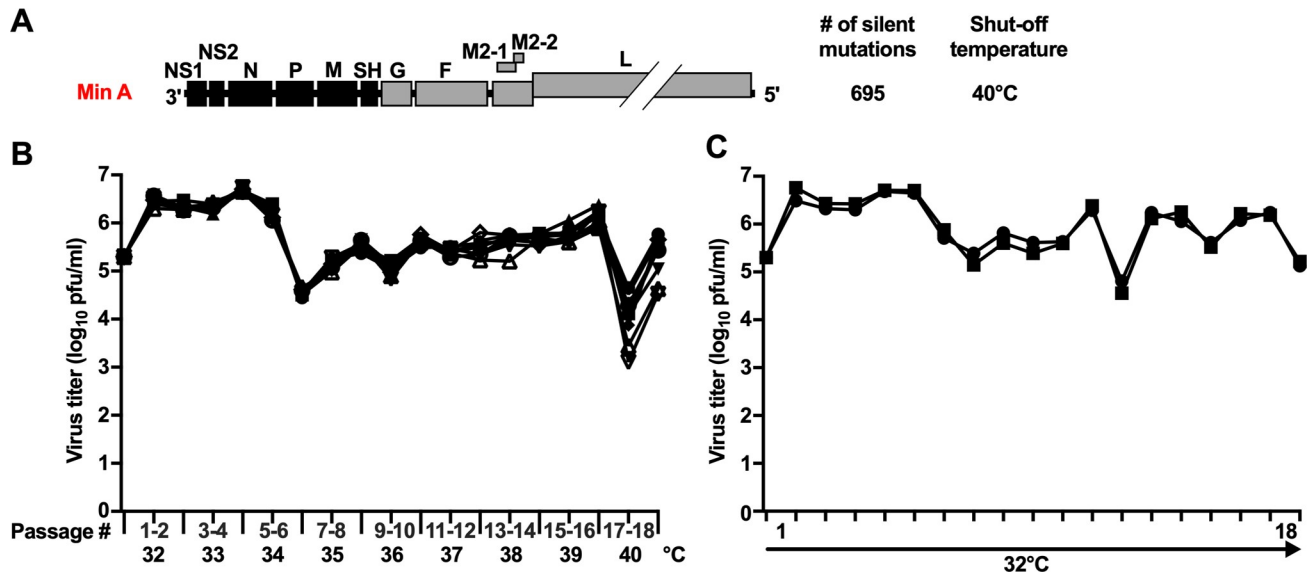 A
# of silent mutations
Shut-off temperature
NS1 NS2 N P M SH G F M2-1 M2-2 L
Min A 3' 5' 695 40°C
B
Virus titer (log10 pfu/ml)
7
6
5
4
3
2
1
0
Passage # 1-2 3-4 5-6 7-8 9-10 11-12 13-14 15-16 17-18
32 33 34 35 36 37 38 39 40 °C
C
Virus titer (log10 pfu/ml)
7
6
5
4
3
2
1
0
1 18
32°C